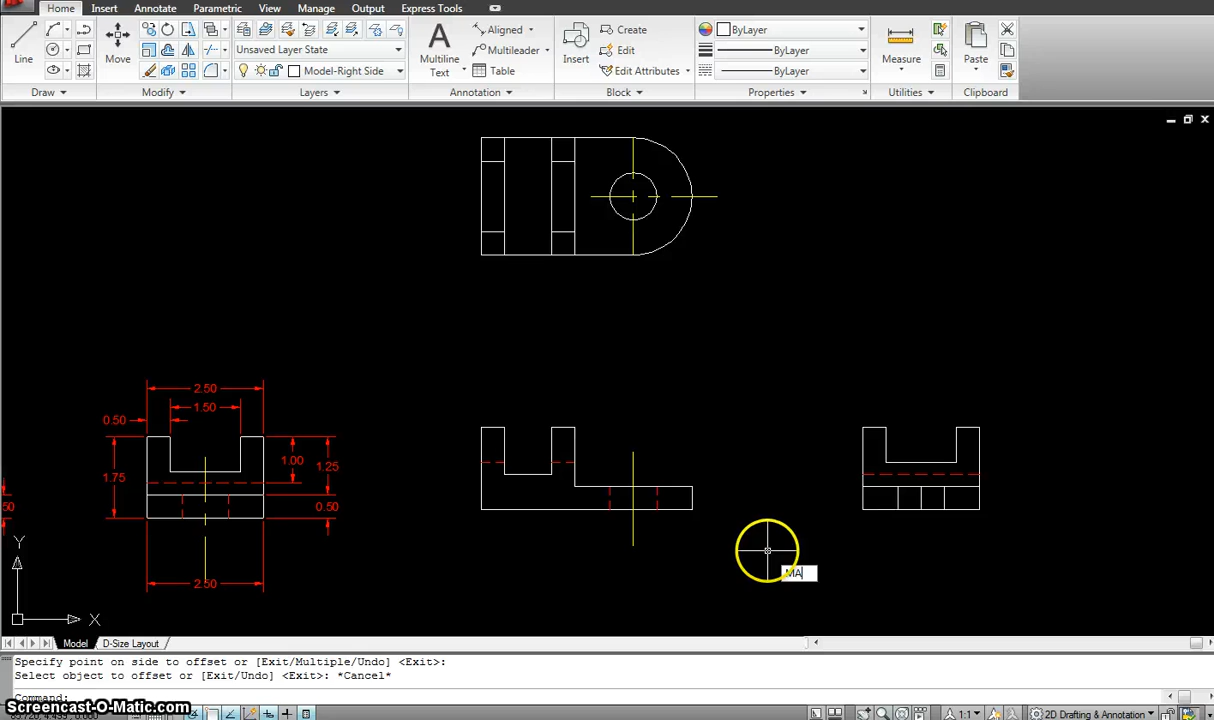 Home Insert Annotate Parametric View Manage Output Express Tools
Line Move Unsaved Layer State Multiline Text Aligned Insert Create ByLayer Measure Paste
Multileader Edit ByLayer
Model-Right Side Table Edit Attributes ByLayer
Draw Modify Layers Annotation Block Properties Utilities Clipboard
2.50
1.50
0.50
1.00
1.25
1.75
0.50
50
2.50
Y
X
MA
Model D-Size Layout
Specify point on side to offset or [Exit/Multiple/Undo] <Exit>:
Select object to offset or [Exit/Undo] <Exit>: *Cancel*
Command:
Screencast-O-Matic.com
1:1 2D Drafting & Annotation